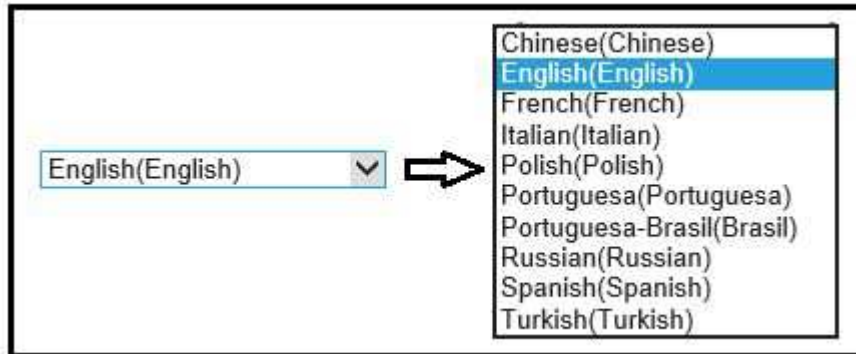 English(English)
Chinese(Chinese)
English(English)
French(French)
Italian(Italian)
Polish(Polish)
Portuguesa(Portuguesa)
Portuguesa-Brasil(Brasil)
Russian(Russian)
Spanish(Spanish)
Turkish(Turkish)